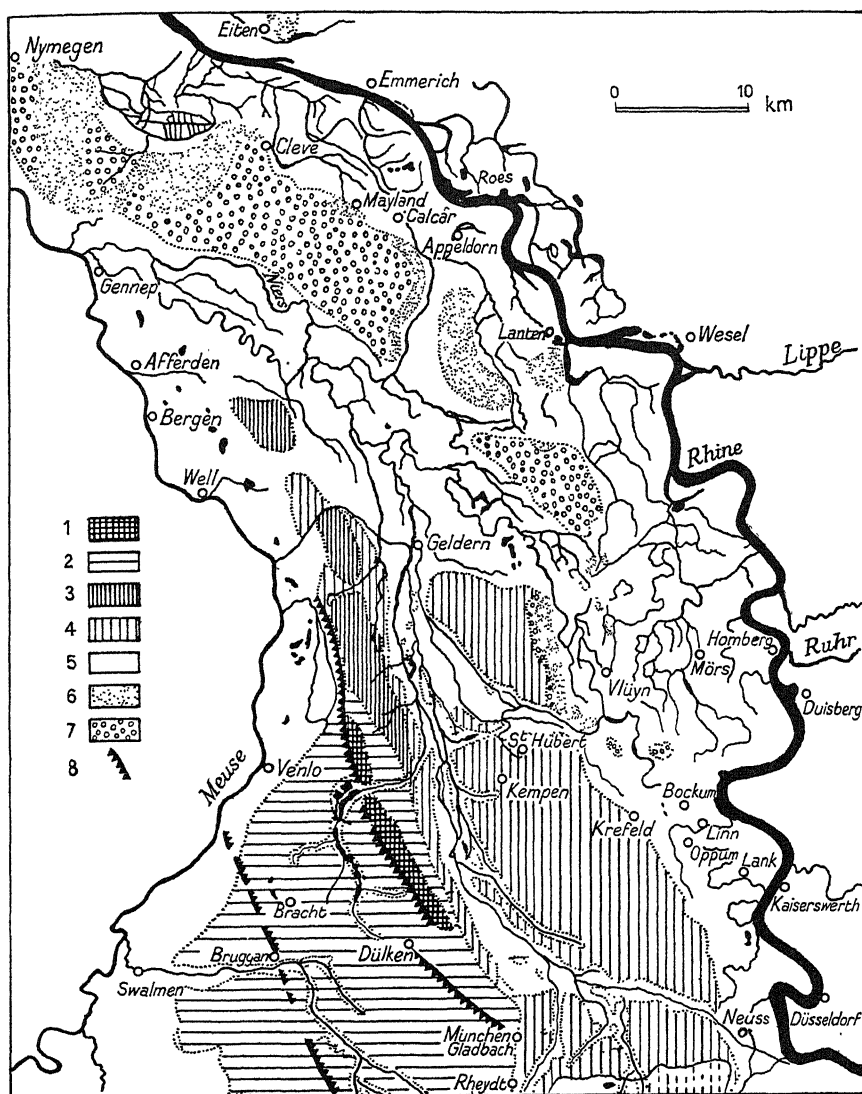 Eiten
Nymegen
Emmerich
0 10 km
Cleve
Roes
Mayland
Calcâr
Appeldorn
Gennep
Niers
Lanten
Wesel
Lippe
Afferden
Bergen
Rhine
Well
1
2
3
4
5
6
7
8
Geldern
Homberg
Ruhr
Mörs
Vlüyn
Duisberg
St Hubert
Meuse
Venlo
Kempen
Bockum
Krefeld
Linn
Oppum
Lank
Kaiserswerth
Bracht
Bruggan
Dülken
Swalmen
Neuss
Düsseldorf
München
Gladbach
Rheydt